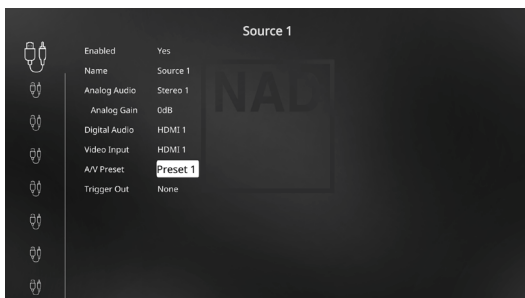 Source 1
Enabled Yes
Name Source 1
Analog Audio Stereo 1
Analog Gain 0dB
Digital Audio HDMI 1
Video Input HDMI 1
A/V Preset Preset 1
Trigger Out None
NAD